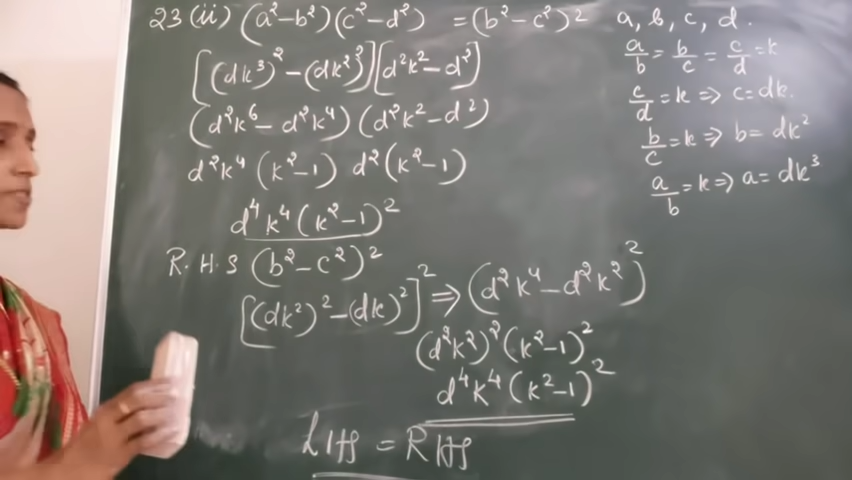 23 (ii) (a²-b²)(c²-d²) = (b²-c²)²
[(dk³)²-(dk²)²][d²k²-d²]
(d²k⁶-d²k⁴)(d²k²-d²)
d²k⁴(k²-1) d²(k²-1)
d⁴k⁴(k²-1)²
R.H.S (b²-c²)²
[(dk²)²-(dk)²]² ⇒ (d²k⁴-d²k²)²
(d²k²)²(k²-1)²
d⁴k⁴(k²-1)²
LHS = RHS
a, b, c, d.
a/b = b/c = c/d = k
c/d = k ⇒ c = dk.
b/c = k ⇒ b = dk²
a/b = k ⇒ a = dk³